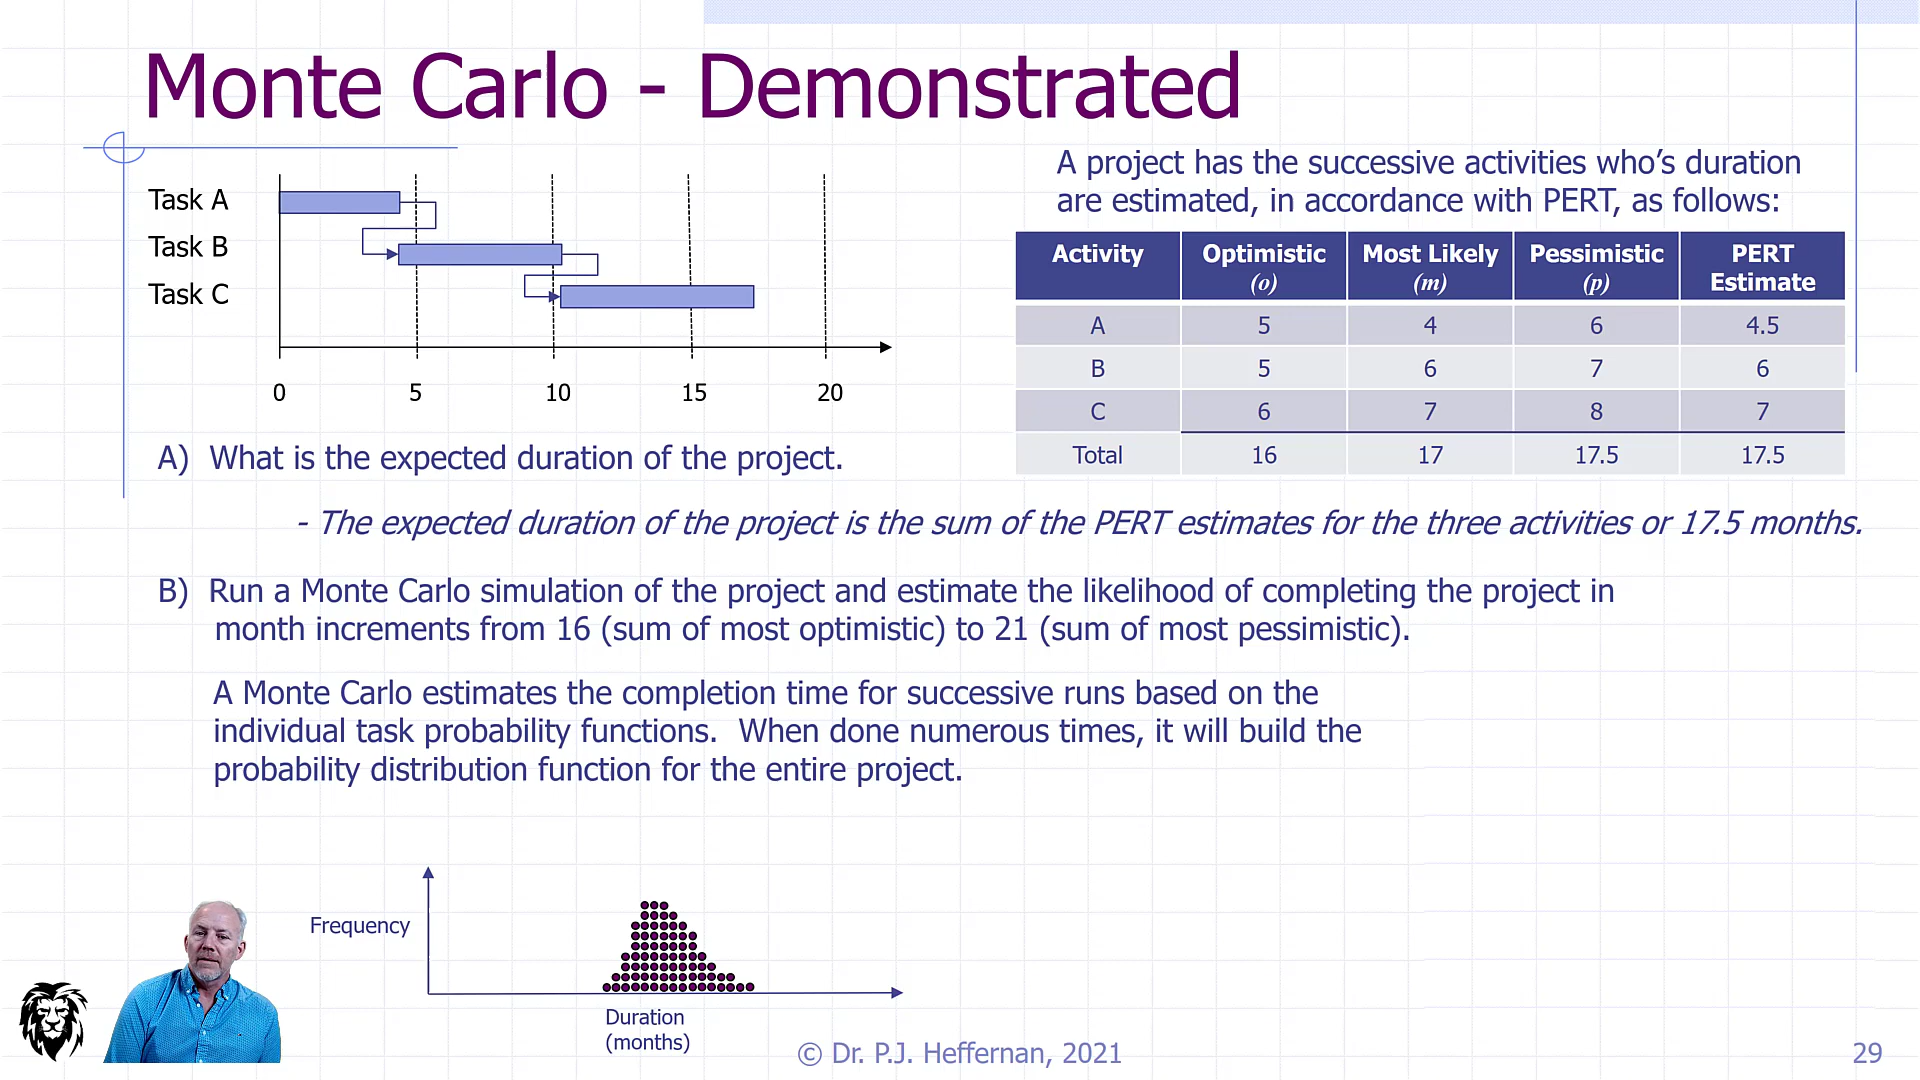 Monte Carlo - Demonstrated
Task A
Task B
Task C
0 5 10 15 20
A project has the successive activities who’s duration
are estimated, in accordance with PERT, as follows:
Activity Optimistic (o) Most Likely (m) Pessimistic (p) PERT Estimate
A 5 4 6 4.5
B 5 6 7 6
C 6 7 8 7
Total 16 17 17.5 17.5
A) What is the expected duration of the project.
- The expected duration of the project is the sum of the PERT estimates for the three activities or 17.5 months.
B) Run a Monte Carlo simulation of the project and estimate the likelihood of completing the project in
month increments from 16 (sum of most optimistic) to 21 (sum of most pessimistic).
A Monte Carlo estimates the completion time for successive runs based on the
individual task probability functions. When done numerous times, it will build the
probability distribution function for the entire project.
Frequency
Duration
(months)
© Dr. P.J. Heffernan, 2021
29